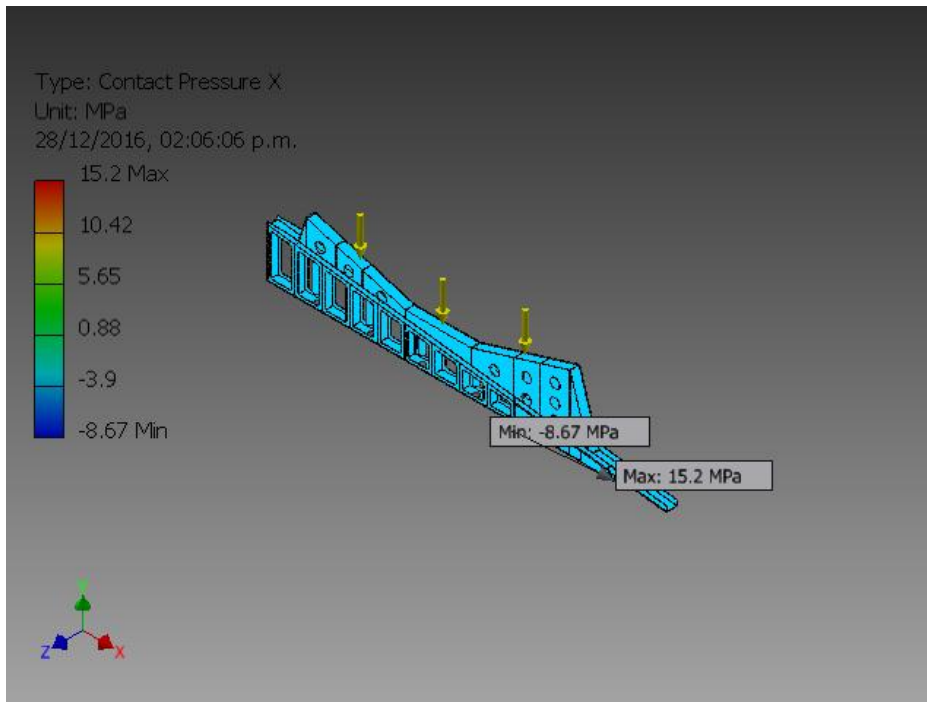 Type: Contact Pressure X
Unit: MPa
28/12/2016, 02:06:06 p.m.
15.2 Max
10.42
5.65
0.88
-3.9
-8.67 Min
Min: -8.67 MPa
Max: 15.2 MPa
Y
Z
X